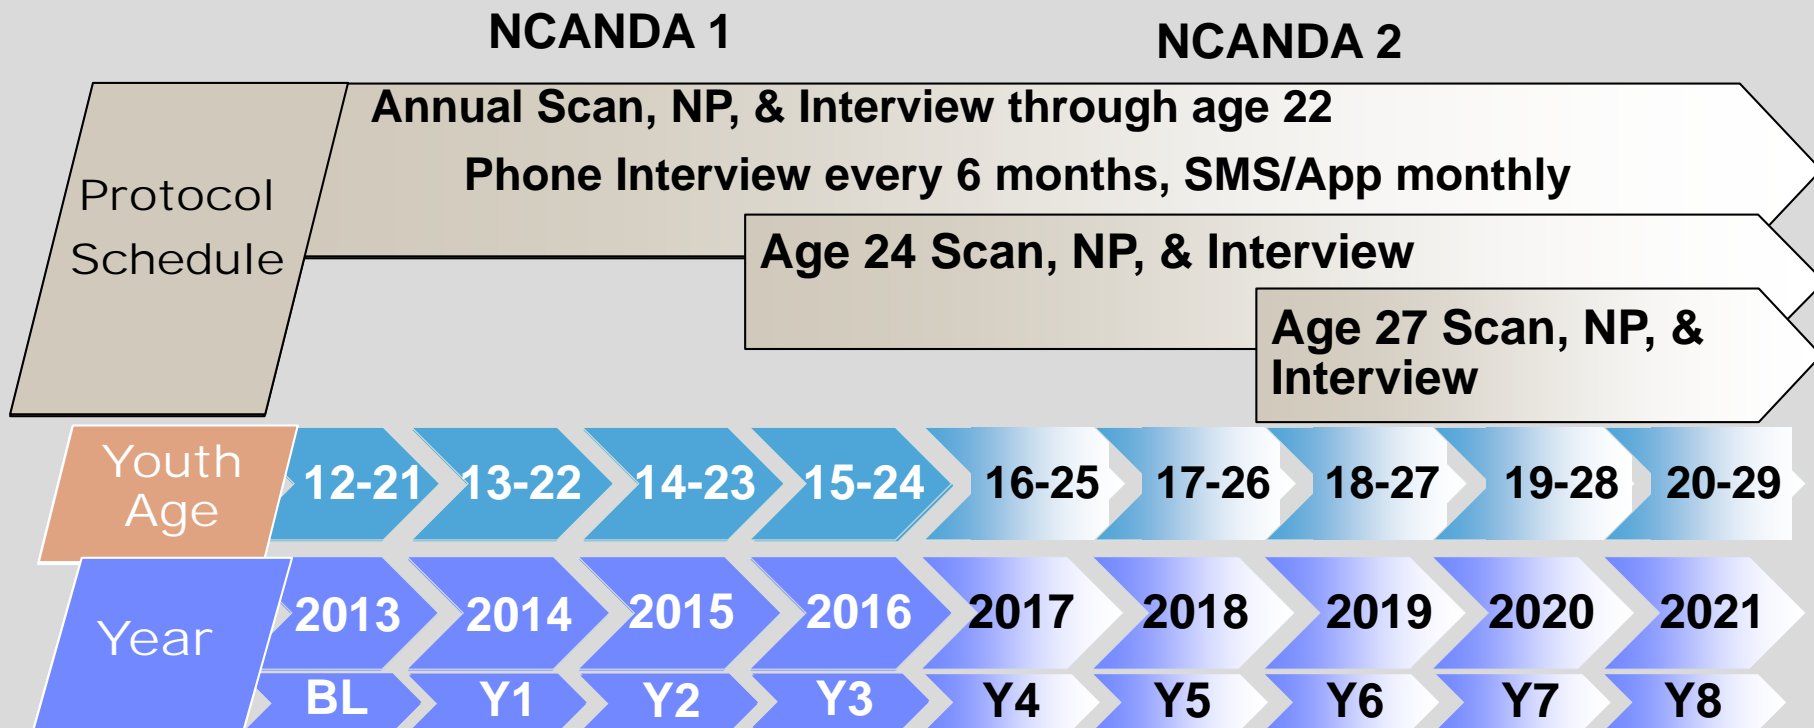 NCANDA 1
NCANDA 2
Protocol
Schedule
Annual Scan, NP, & Interview through age 22
Phone Interview every 6 months, SMS/App monthly
Age 24 Scan, NP, & Interview
Age 27 Scan, NP, &
Interview
Youth
Age
12-21 13-22 14-23 15-24 16-25 17-26 18-27 19-28 20-29
Year
2013 2014 2015 2016 2017 2018 2019 2020 2021
BL Y1 Y2 Y3 Y4 Y5 Y6 Y7 Y8